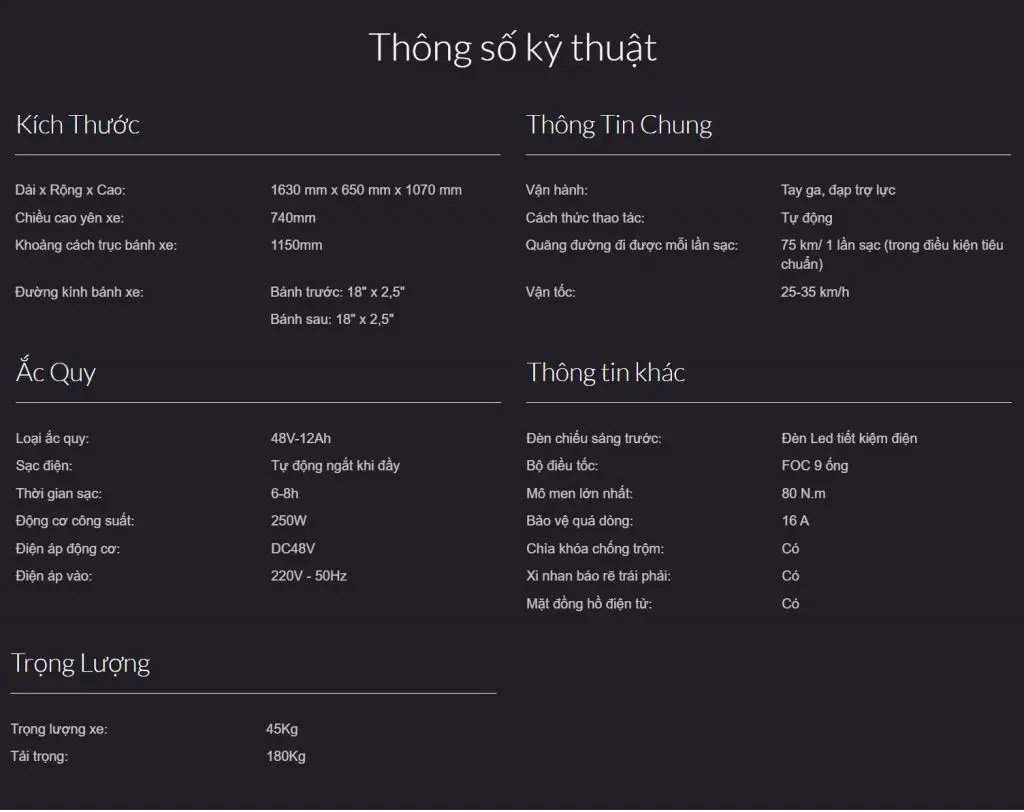 Thông số kỹ thuật
Kích Thước
Dài x Rộng x Cao: 1630 mm x 650 mm x 1070 mm
Chiều cao yên xe: 740mm
Khoảng cách trục bánh xe: 1150mm
Đường kính bánh xe: Bánh trước: 18" x 2,5"
Bánh sau: 18" x 2,5"
Thông Tin Chung
Vận hành: Tay ga, đạp trợ lực
Cách thức thao tác: Tự động
Quãng đường đi được mỗi lần sạc: 75 km/ 1 lần sạc (trong điều kiện tiêu
chuẩn)
Vận tốc: 25-35 km/h
Ắc Quy
Loại ắc quy: 48V-12Ah
Sạc điện: Tự động ngắt khi đầy
Thời gian sạc: 6-8h
Động cơ công suất: 250W
Điện áp động cơ: DC48V
Điện áp vào: 220V - 50Hz
Thông tin khác
Đèn chiếu sáng trước: Đèn Led tiết kiệm điện
Bộ điều tốc: FOC 9 ống
Mô men lớn nhất: 80 N.m
Bảo vệ quá dòng: 16 A
Chìa khóa chống trộm: Có
Xi nhan báo rẽ trái phải: Có
Mặt đồng hồ điện tử: Có
Trọng Lượng
Trọng lượng xe: 45Kg
Tải trọng: 180Kg